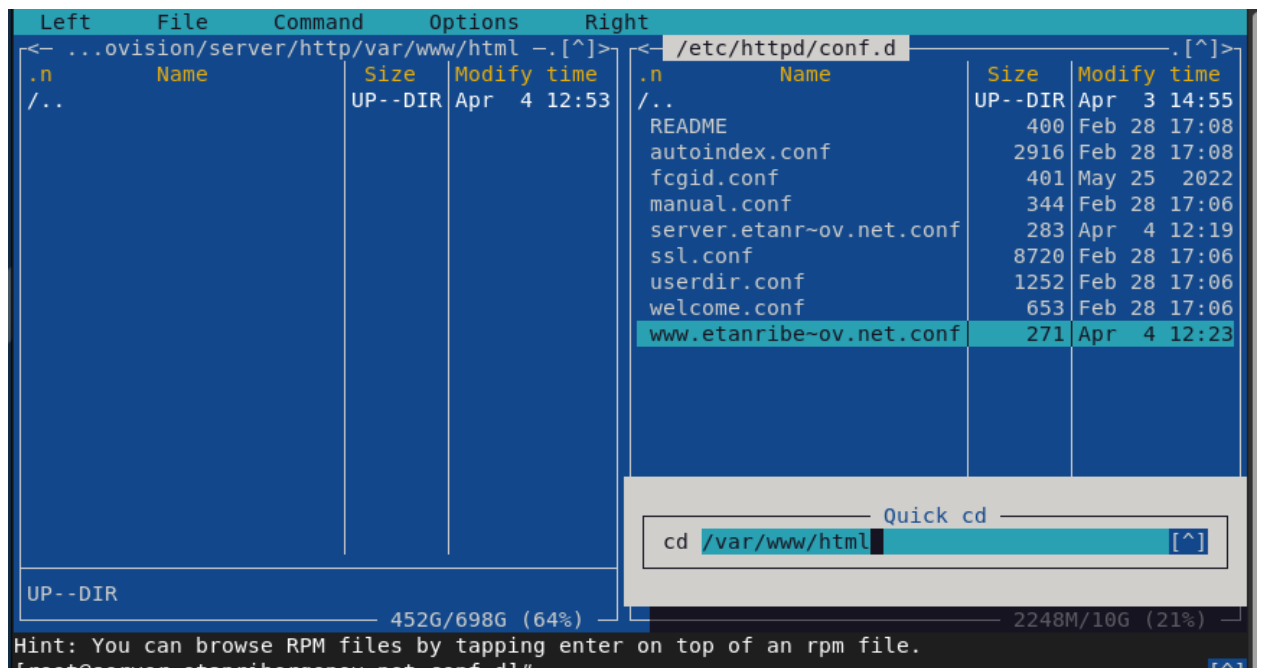 Left File Command Options Right
<— ...ovision/server/http/var/www/html —.[^]> <— /etc/httpd/conf.d —.[^]>
.n Name Size Modify time .n Name Size Modify time
/.. UP--DIR Apr 4 12:53 /.. UP--DIR Apr 3 14:55
README 400 Feb 28 17:08
autoindex.conf 2916 Feb 28 17:08
fcgid.conf 401 May 25 2022
manual.conf 344 Feb 28 17:06
server.etanr~ov.net.conf 283 Apr 4 12:19
ssl.conf 8720 Feb 28 17:06
userdir.conf 1252 Feb 28 17:06
welcome.conf 653 Feb 28 17:06
www.etanribe~ov.net.conf 271 Apr 4 12:23
Quick cd
cd /var/www/html [^]
UP--DIR
452G/698G (64%) 2248M/10G (21%)
Hint: You can browse RPM files by tapping enter on top of an rpm file.